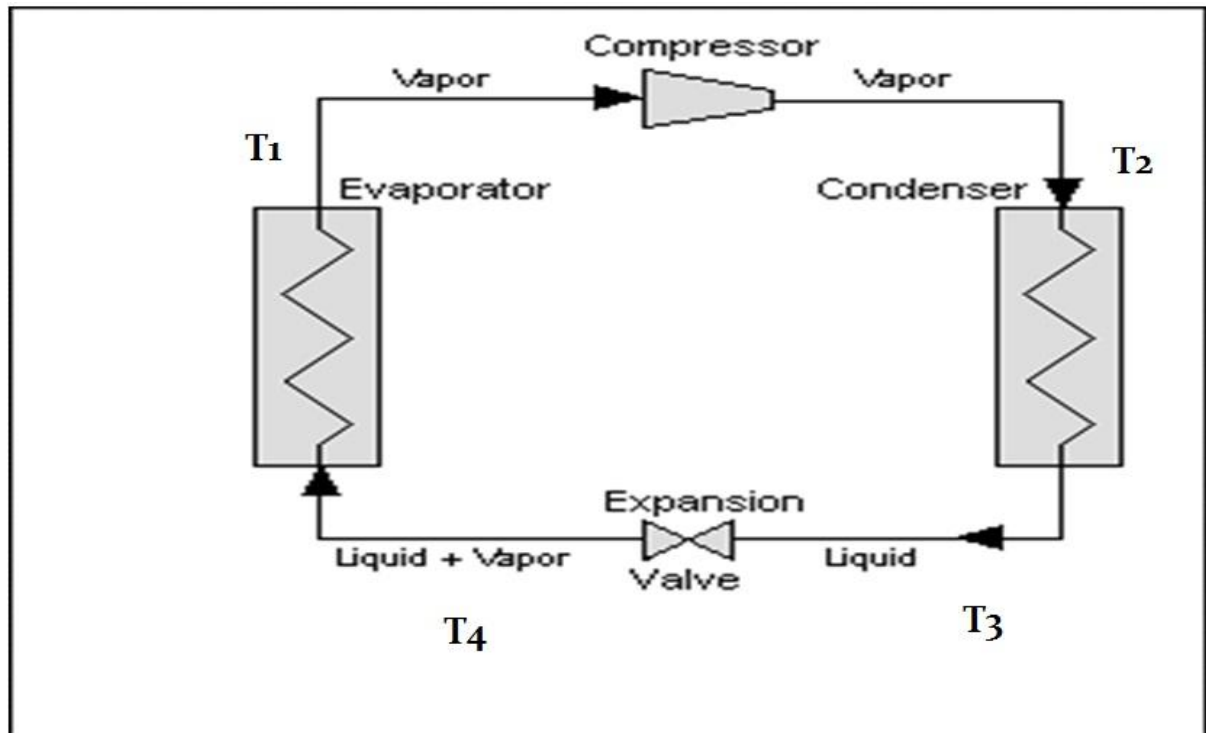 Compressor
Vapor
Vapor
T1
T2
Evaporator
Condenser
Expansion
Liquid + Vapor
Valve
Liquid
T4
T3